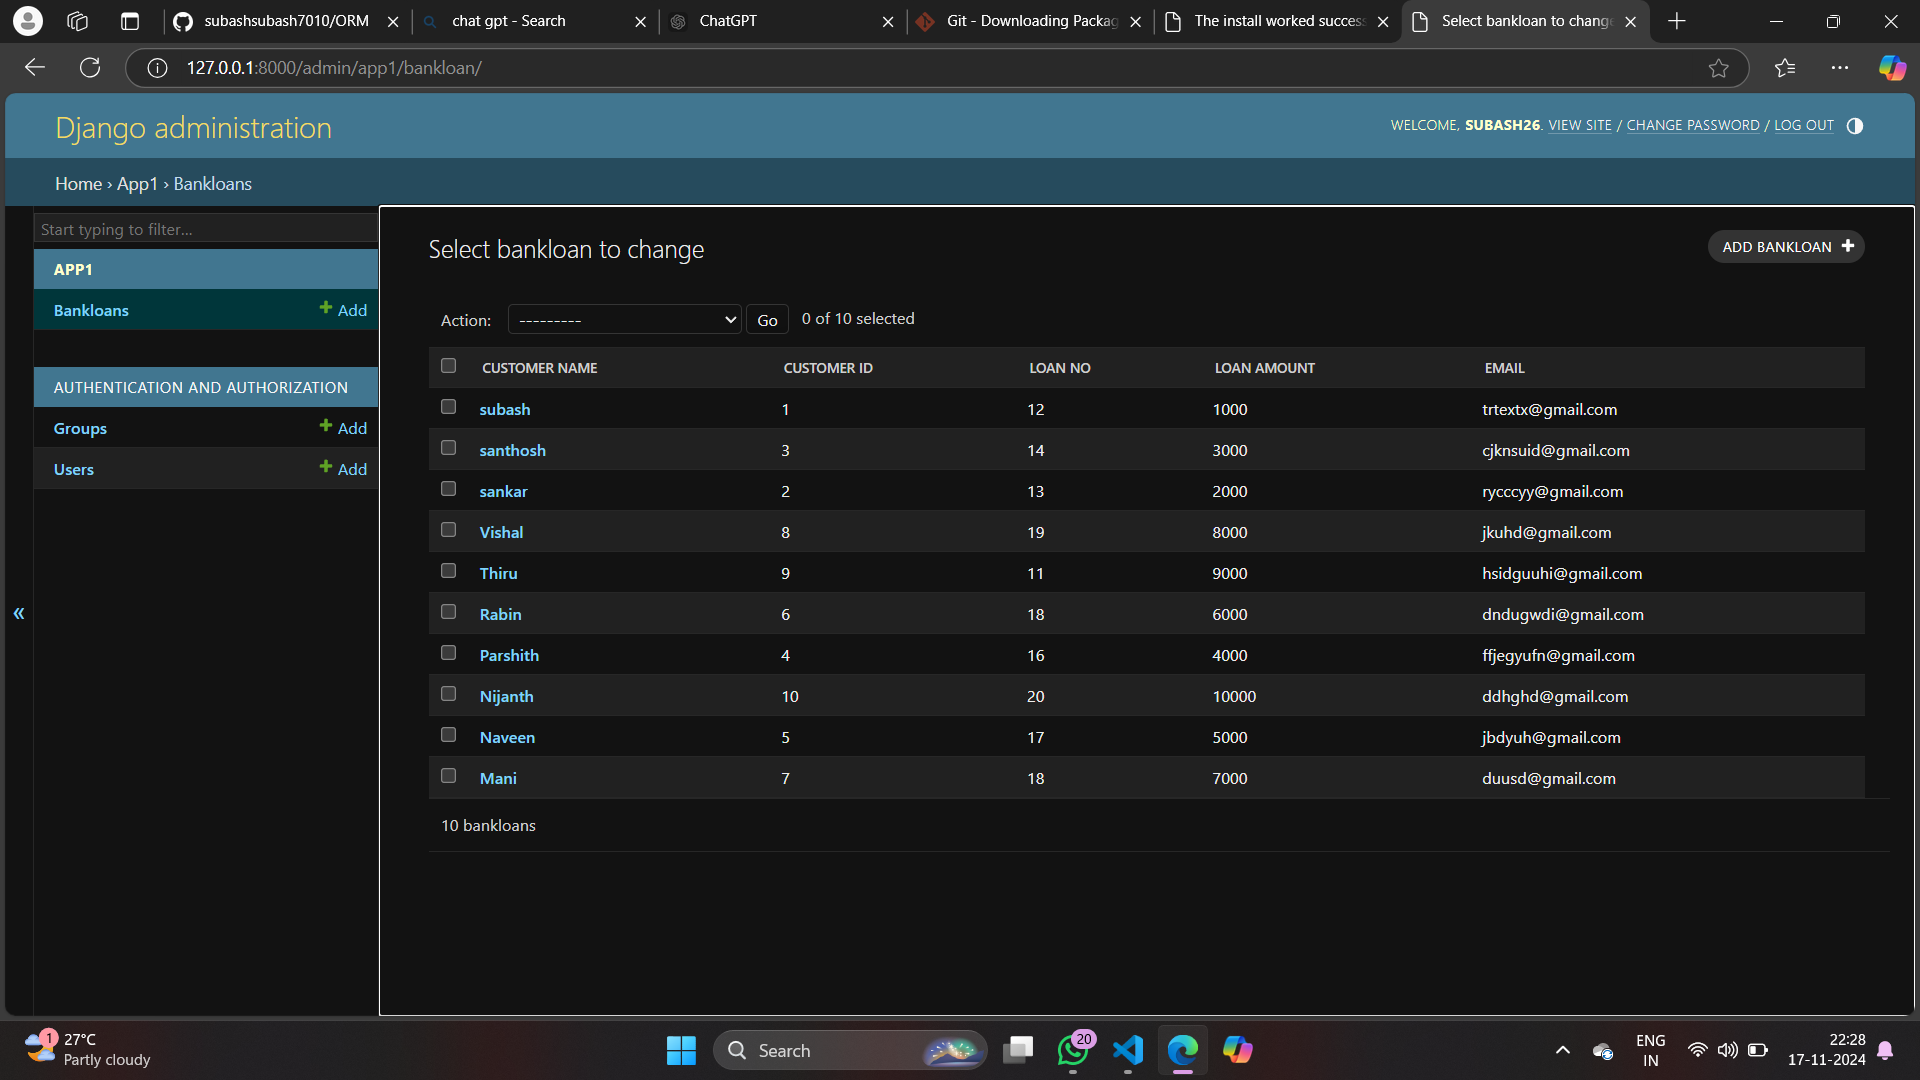 subashsubash7010/ORM
chat gpt - Search
ChatGPT
Git - Downloading Packag
The install worked succes
Select bankloan to change
127.0.0.1:8000/admin/app1/bankloan/
Django administration
WELCOME, SUBASH26. VIEW SITE / CHANGE PASSWORD / LOG OUT
Home › App1 › Bankloans
Start typing to filter...
APP1
Bankloans + Add
AUTHENTICATION AND AUTHORIZATION
Groups + Add
Users + Add
«
Select bankloan to change
ADD BANKLOAN +
Action: --------- Go 0 of 10 selected
CUSTOMER NAME CUSTOMER ID LOAN NO LOAN AMOUNT EMAIL
subash 1 12 1000 trtextx@gmail.com
santhosh 3 14 3000 cjknsuid@gmail.com
sankar 2 13 2000 rycccyy@gmail.com
Vishal 8 19 8000 jkuhd@gmail.com
Thiru 9 11 9000 hsidguuhi@gmail.com
Rabin 6 18 6000 dndugwdi@gmail.com
Parshith 4 16 4000 ffjegyufn@gmail.com
Nijanth 10 20 10000 ddhghd@gmail.com
Naveen 5 17 5000 jbdyuh@gmail.com
Mani 7 18 7000 duusd@gmail.com
10 bankloans
1
27°C
Partly cloudy
Search
20
ENG
IN
22:28
17-11-2024